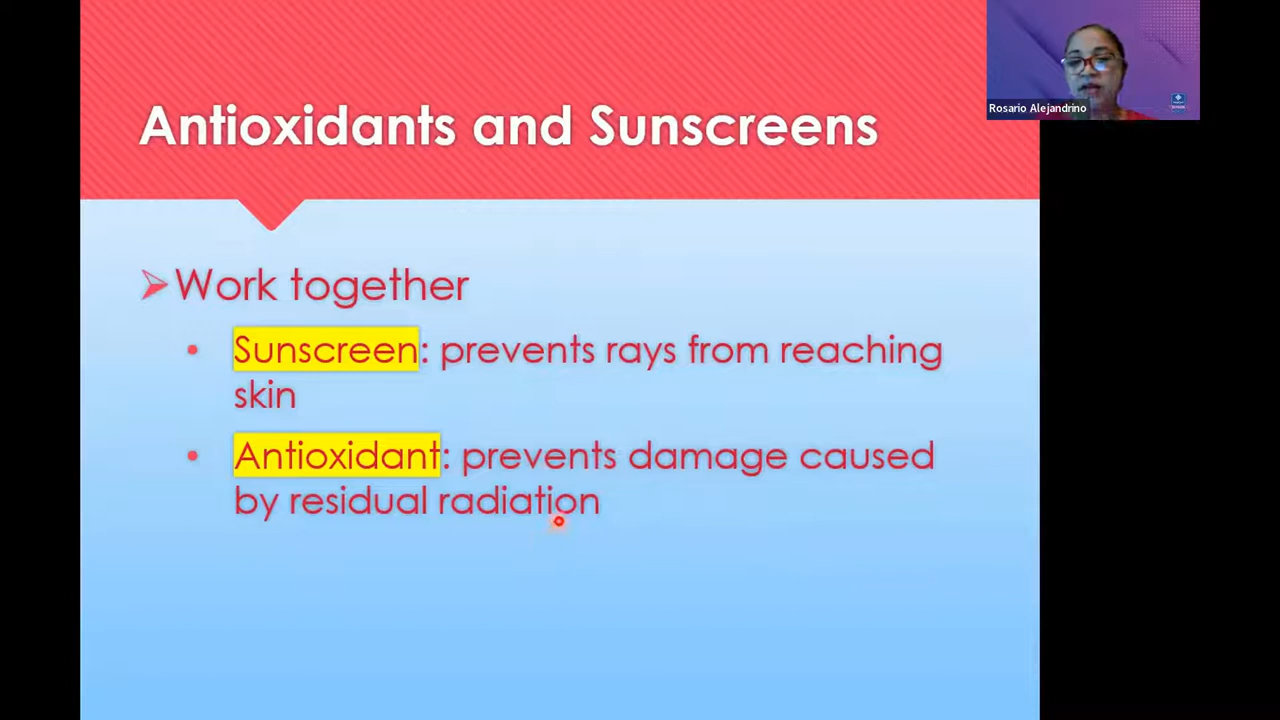 Antioxidants and Sunscreens
Rosario Alejandrino
Work together
Sunscreen: prevents rays from reaching
skin
Antioxidant: prevents damage caused
by residual radiation